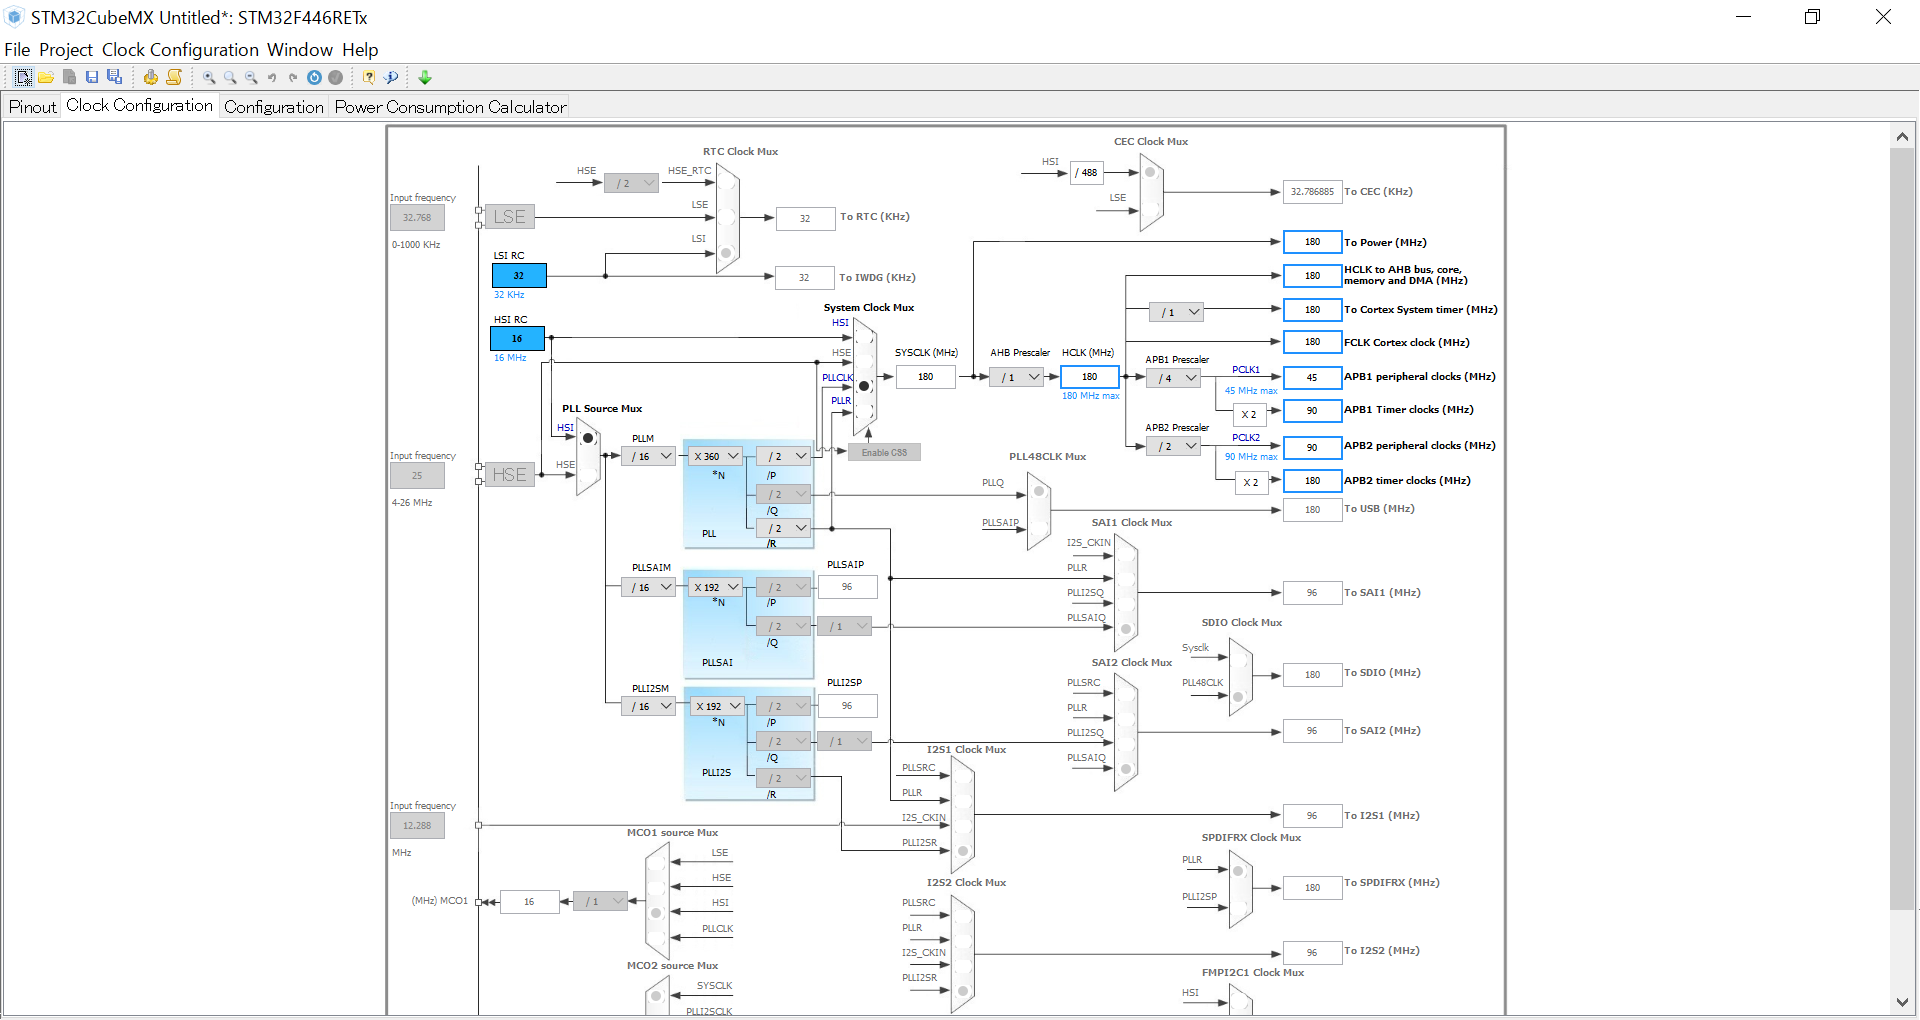 STM32CubeMX Untitled*: STM32F446RETx
File Project Clock Configuration Window Help
Pinout Clock Configuration Configuration Power Consumption Calculator
RTC Clock Mux
HSE
/ 2
HSE_RTC
Input frequency
32.768
0-1000 KHz
LSE
LSE
32
To RTC (KHz)
LSI
LSI RC
32
32 KHz
32
To IWDG (KHz)
CEC Clock Mux
HSI
/ 488
LSE
32.786885
To CEC (KHz)
180
To Power (MHz)
180
HCLK to AHB bus, core,
memory and DMA (MHz)
/ 1
180
To Cortex System timer (MHz)
180
FCLK Cortex clock (MHz)
HSI RC
16
16 MHz
System Clock Mux
HSI
HSE
PLLCLK
PLLR
Enable CSS
SYSCLK (MHz)
180
AHB Prescaler
/ 1
HCLK (MHz)
180
180 MHz max
APB1 Prescaler
/ 4
PCLK1
45 MHz max
45
APB1 peripheral clocks (MHz)
X 2
90
APB1 Timer clocks (MHz)
APB2 Prescaler
/ 2
PCLK2
90 MHz max
90
APB2 peripheral clocks (MHz)
X 2
180
APB2 timer clocks (MHz)
Input frequency
25
4-26 MHz
HSE
PLL Source Mux
HSI
HSE
PLLM
/ 16
X 360
*N
/ 2
/P
/ 2
/Q
/ 2
/R
PLL
PLL48CLK Mux
PLLQ
PLLSAIP
180
To USB (MHz)
PLLSAIM
/ 16
X 192
*N
/ 2
/P
/ 2
/Q
PLLSAI
PLLSAIP
96
/ 1
SAI1 Clock Mux
I2S_CKIN
PLLR
PLLI2SQ
PLLSAIQ
96
To SAI1 (MHz)
SDIO Clock Mux
Sysclk
PLL48CLK
180
To SDIO (MHz)
SAI2 Clock Mux
PLLSRC
PLLR
PLLI2SQ
PLLSAIQ
96
To SAI2 (MHz)
PLLI2SM
/ 16
X 192
*N
/ 2
/P
/ 2
/Q
/ 2
/R
PLLI2S
PLLI2SP
96
/ 1
I2S1 Clock Mux
PLLSRC
PLLR
I2S_CKIN
PLLI2SR
96
To I2S1 (MHz)
Input frequency
12.288
MHz
SPDIFRX Clock Mux
PLLR
PLLI2SP
180
To SPDIFRX (MHz)
MCO1 source Mux
LSE
HSE
HSI
PLLCLK
(MHz) MCO1
16
/ 1
I2S2 Clock Mux
PLLSRC
PLLR
I2S_CKIN
PLLI2SR
96
To I2S2 (MHz)
MCO2 source Mux
SYSCLK
PLLI2SCLK
FMPI2C1 Clock Mux
HSI